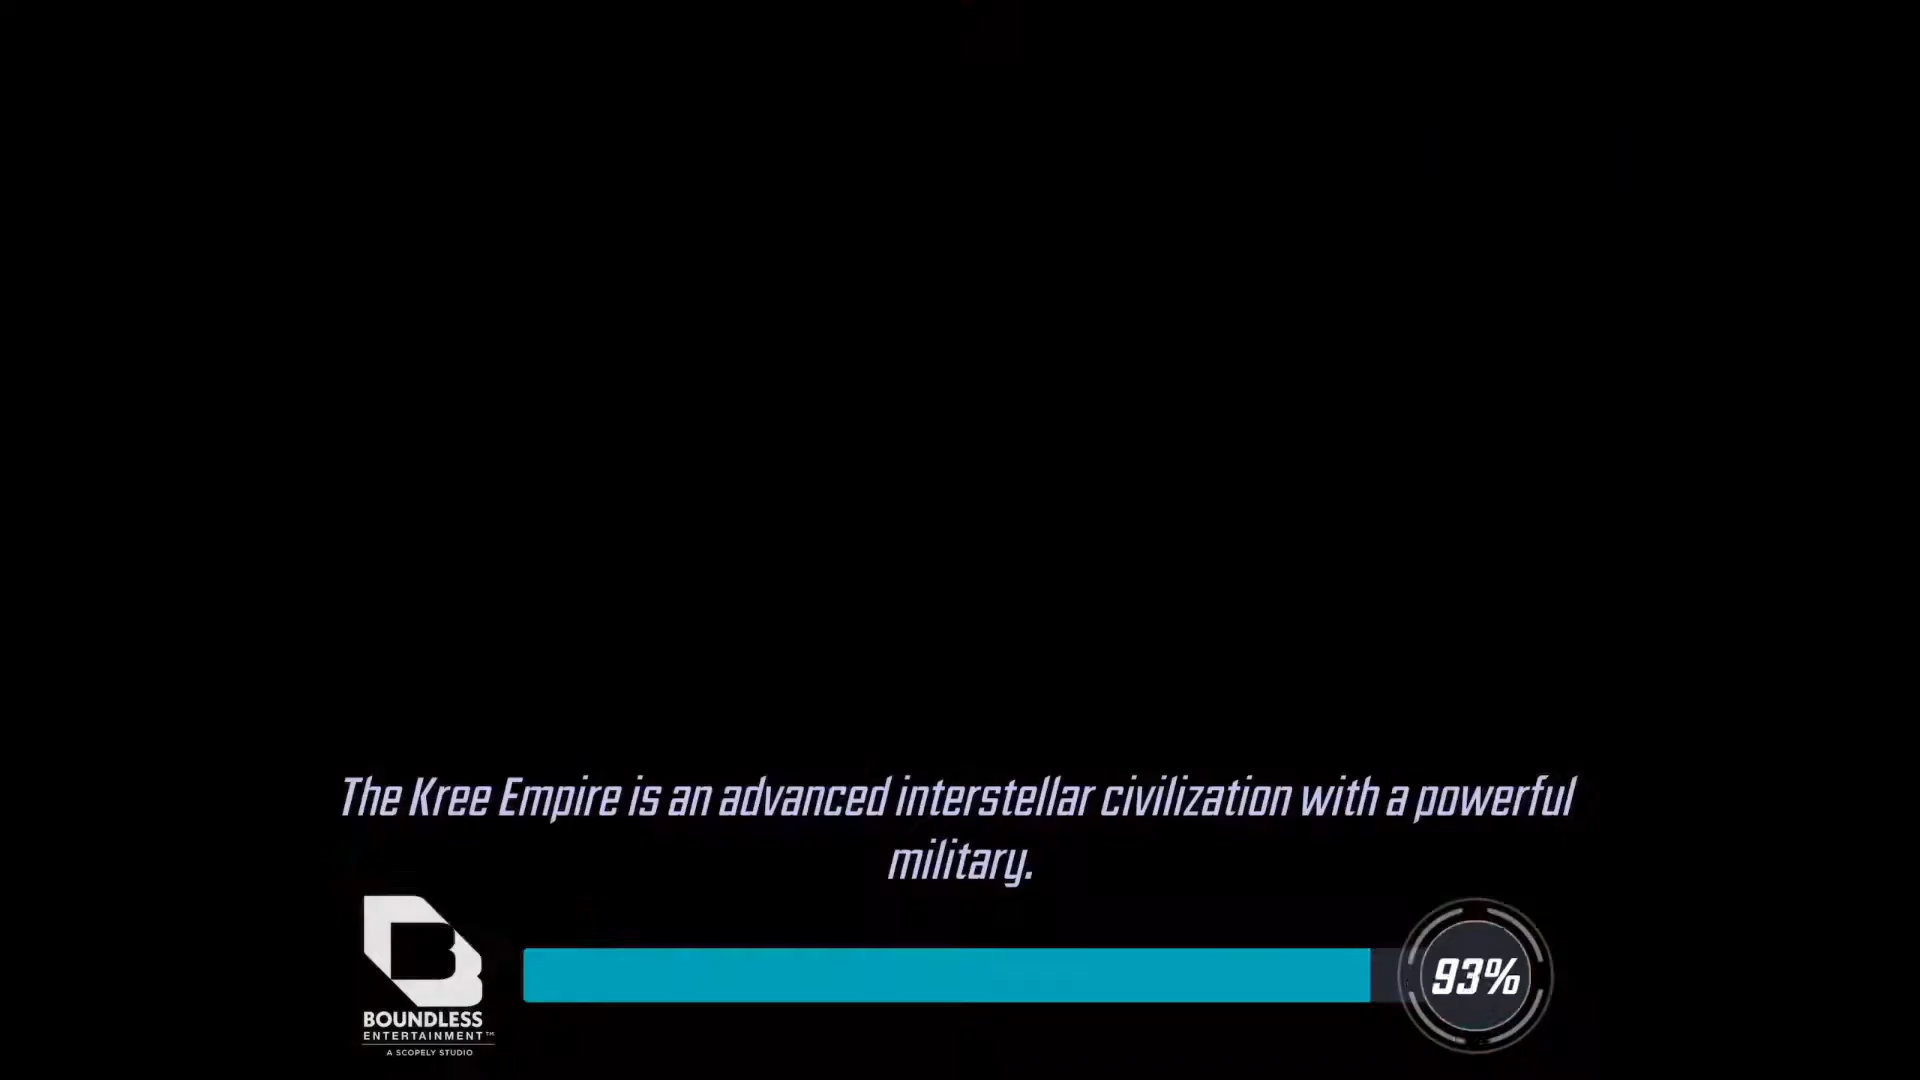 The Kree Empire is an advanced interstellar civilization with a powerful
military.
93%
BOUNDLESS
ENTERTAINMENT™
A SCOPELY STUDIO